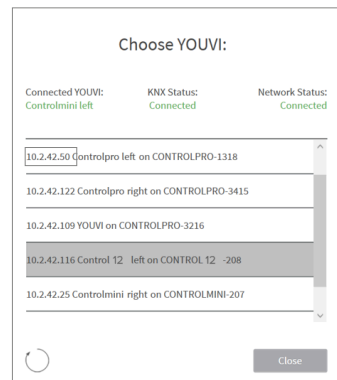 Choose YOUVI:
Connected YOUVI: KNX Status: Network Status:
Controlmini left Connected Connected
10.2.42.50 Controlpro left on CONTROLPRO-1318
10.2.42.122 Controlpro right on CONTROLPRO-3415
10.2.42.109 YOUVI on CONTROLPRO-3216
10.2.42.116 Control 12 left on CONTROL 12 -208
10.2.42.25 Controlmini right on CONTROLMINI-207
Close